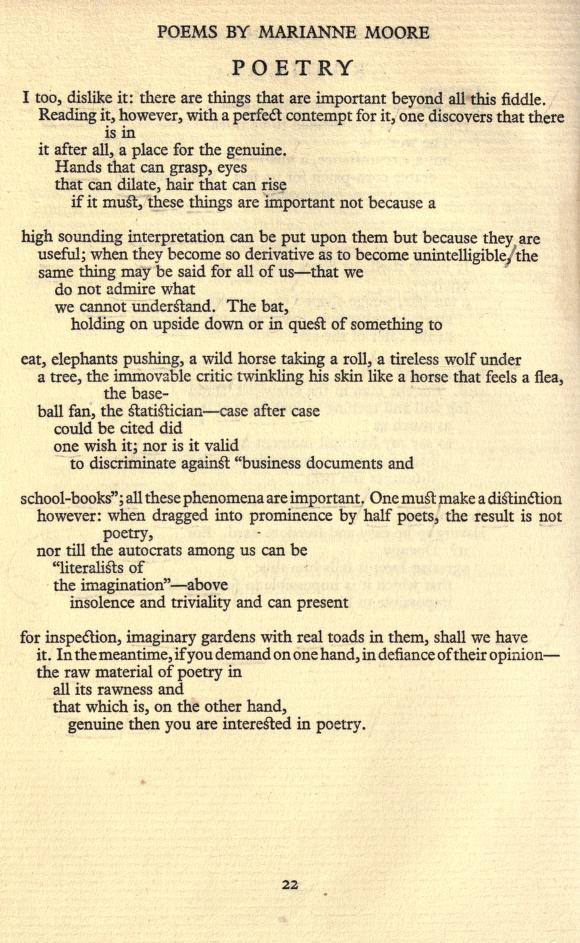 POEMS BY MARIANNE MOORE
POETRY
I too, dislike it: there are things that are important beyond all this fiddle.
Reading it, however, with a perfect contempt for it, one discovers that there
is in
it after all, a place for the genuine.
Hands that can grasp, eyes
that can dilate, hair that can rise
if it must, these things are important not because a
high sounding interpretation can be put upon them but because they are
useful; when they become so derivative as to become unintelligible, the
same thing may be said for all of us—that we
do not admire what
we cannot understand. The bat,
holding on upside down or in quest of something to
eat, elephants pushing, a wild horse taking a roll, a tireless wolf under
a tree, the immovable critic twinkling his skin like a horse that feels a flea,
the base-
ball fan, the statistician—case after case
could be cited did
one wish it; nor is it valid
to discriminate against "business documents and
school-books"; all these phenomena are important. One must make a distinction
however: when dragged into prominence by half poets, the result is not
poetry,
nor till the autocrats among us can be
"literalists of
the imagination"—above
insolence and triviality and can present
for inspection, imaginary gardens with real toads in them, shall we have
it. In the meantime, if you demand on one hand, in defiance of their opinion—
the raw material of poetry in
all its rawness and
that which is, on the other hand,
genuine then you are interested in poetry.
22